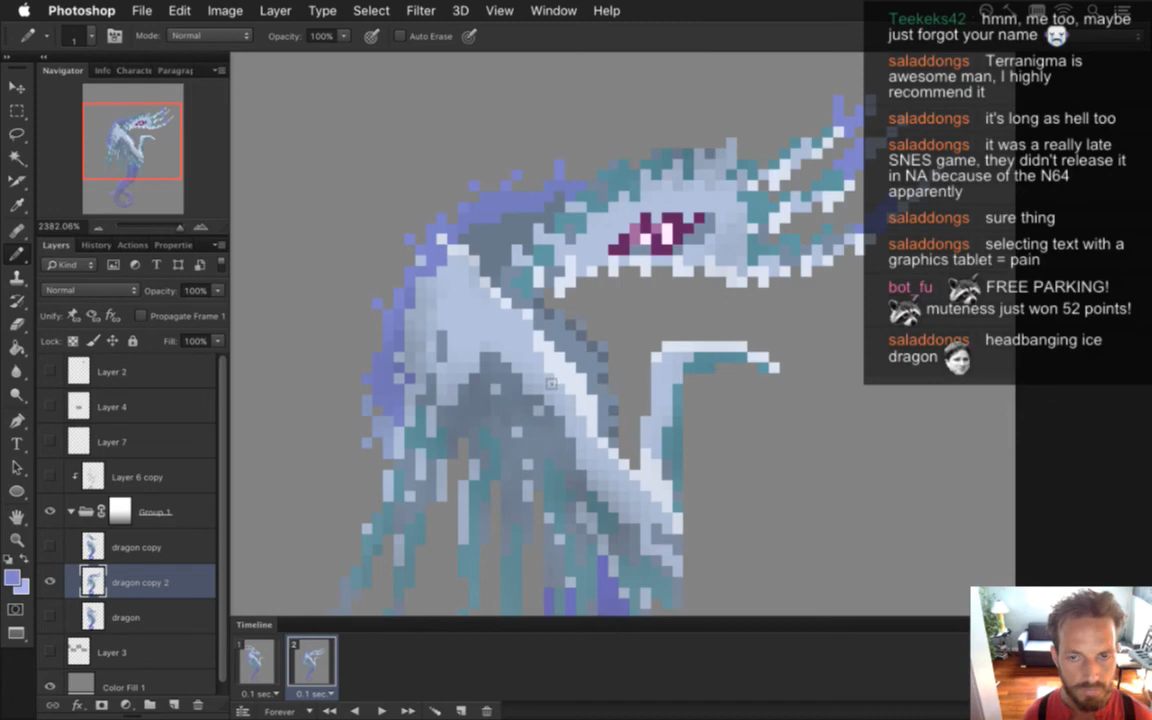 Photoshop File Edit Image Layer Type Select Filter 3D View Window Help
1 Mode: Normal Opacity: 100% Auto Erase
Navigator Info Characte Paragra
2382.06%
Layers History Actions Propertie
Kind
Normal Opacity: 100%
Unify: Propagate Frame 1
Lock: Fill: 100%
Layer 2
Layer 4
Layer 7
Layer 6 copy
Group 1
dragon copy
dragon copy 2
dragon
Layer 3
Color Fill 1
fx
Timeline
1 2
0.1 sec. 0.1 sec.
Forever
Teekeks42 hmm, me too, maybe
just forgot your name
saladdongs Terranigma is
awesome man, I highly
recommend it
saladdongs it's long as hell too
saladdongs it was a really late
SNES game, they didn't release it
in NA because of the N64
apparently
saladdongs sure thing
saladdongs selecting text with a
graphics tablet = pain
bot_fu FREE PARKING!
muteness just won 52 points!
saladdongs headbanging ice
dragon